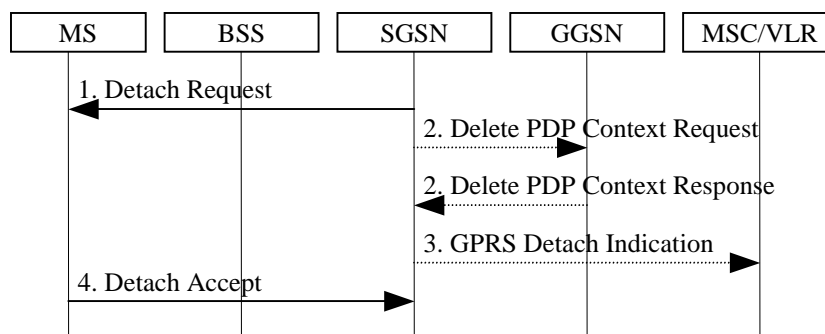 MS BSS SGSN GGSN MSC/VLR
1. Detach Request
2. Delete PDP Context Request
2. Delete PDP Context Response
3. GPRS Detach Indication
4. Detach Accept